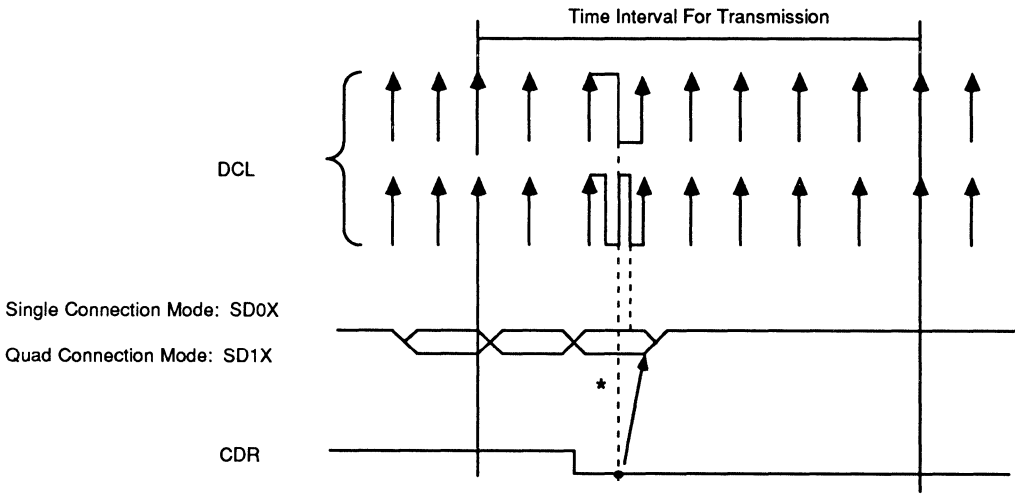 Time Interval For Transmission
DCL
Single Connection Mode: SD0X
Quad Connection Mode: SD1X
*
CDR